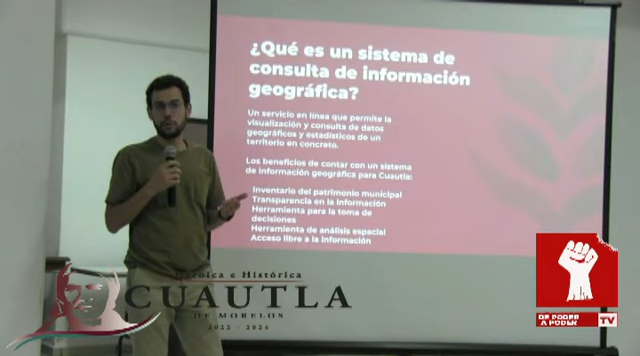 ¿Qué es un sistema de
consulta de información
geográfica?
Un servicio en línea que permite la
visualización y consulta de datos
geográficos y estadísticos de un
territorio en concreto.
Los beneficios de contar con un sistema
de información geográfica para Cuautla:
Inventario del patrimonio municipal
Transparencia en la información
Herramienta para la toma de
decisiones
Herramienta de análisis espacial
Acceso libre a la información
Heroica e Histórica
CUAUTLA
DE MORELOS
2022 - 2024
DE PODER
A PODER
TV